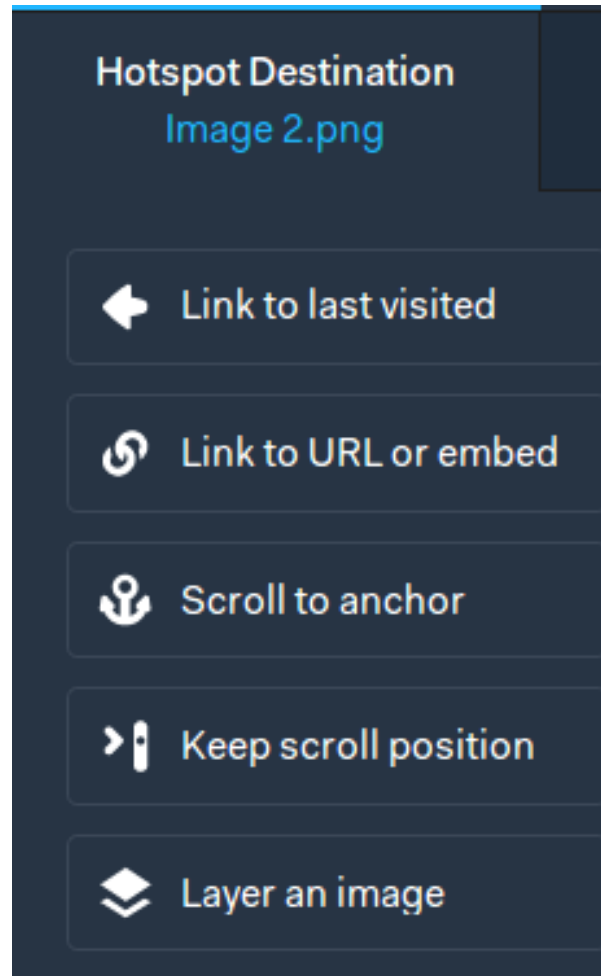 Hotspot Destination
Image 2.png
Link to last visited
Link to URL or embed
Scroll to anchor
Keep scroll position
Layer an image